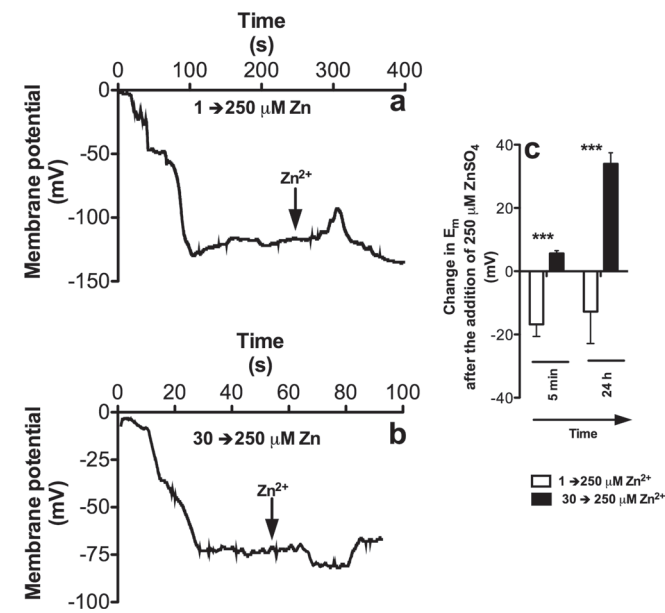 Time
(s)
0 100 200 300 400
0
-50
-100
-150
Membrane potential
(mV)
1 ➔250 μM Zn
a
Zn²⁺
Time
(s)
0 20 40 60 80 100
0
-25
-50
-75
-100
Membrane potential
(mV)
30 ➔250 μM Zn
b
Zn²⁺
c
Change in Eₘ
after the addition of 250 μM ZnSO₄
(mV)
40
20
0
-20
-40
***
***
5 min
24 h
Time
1 ➔250 μM Zn²⁺
30 ➔ 250 μM Zn²⁺